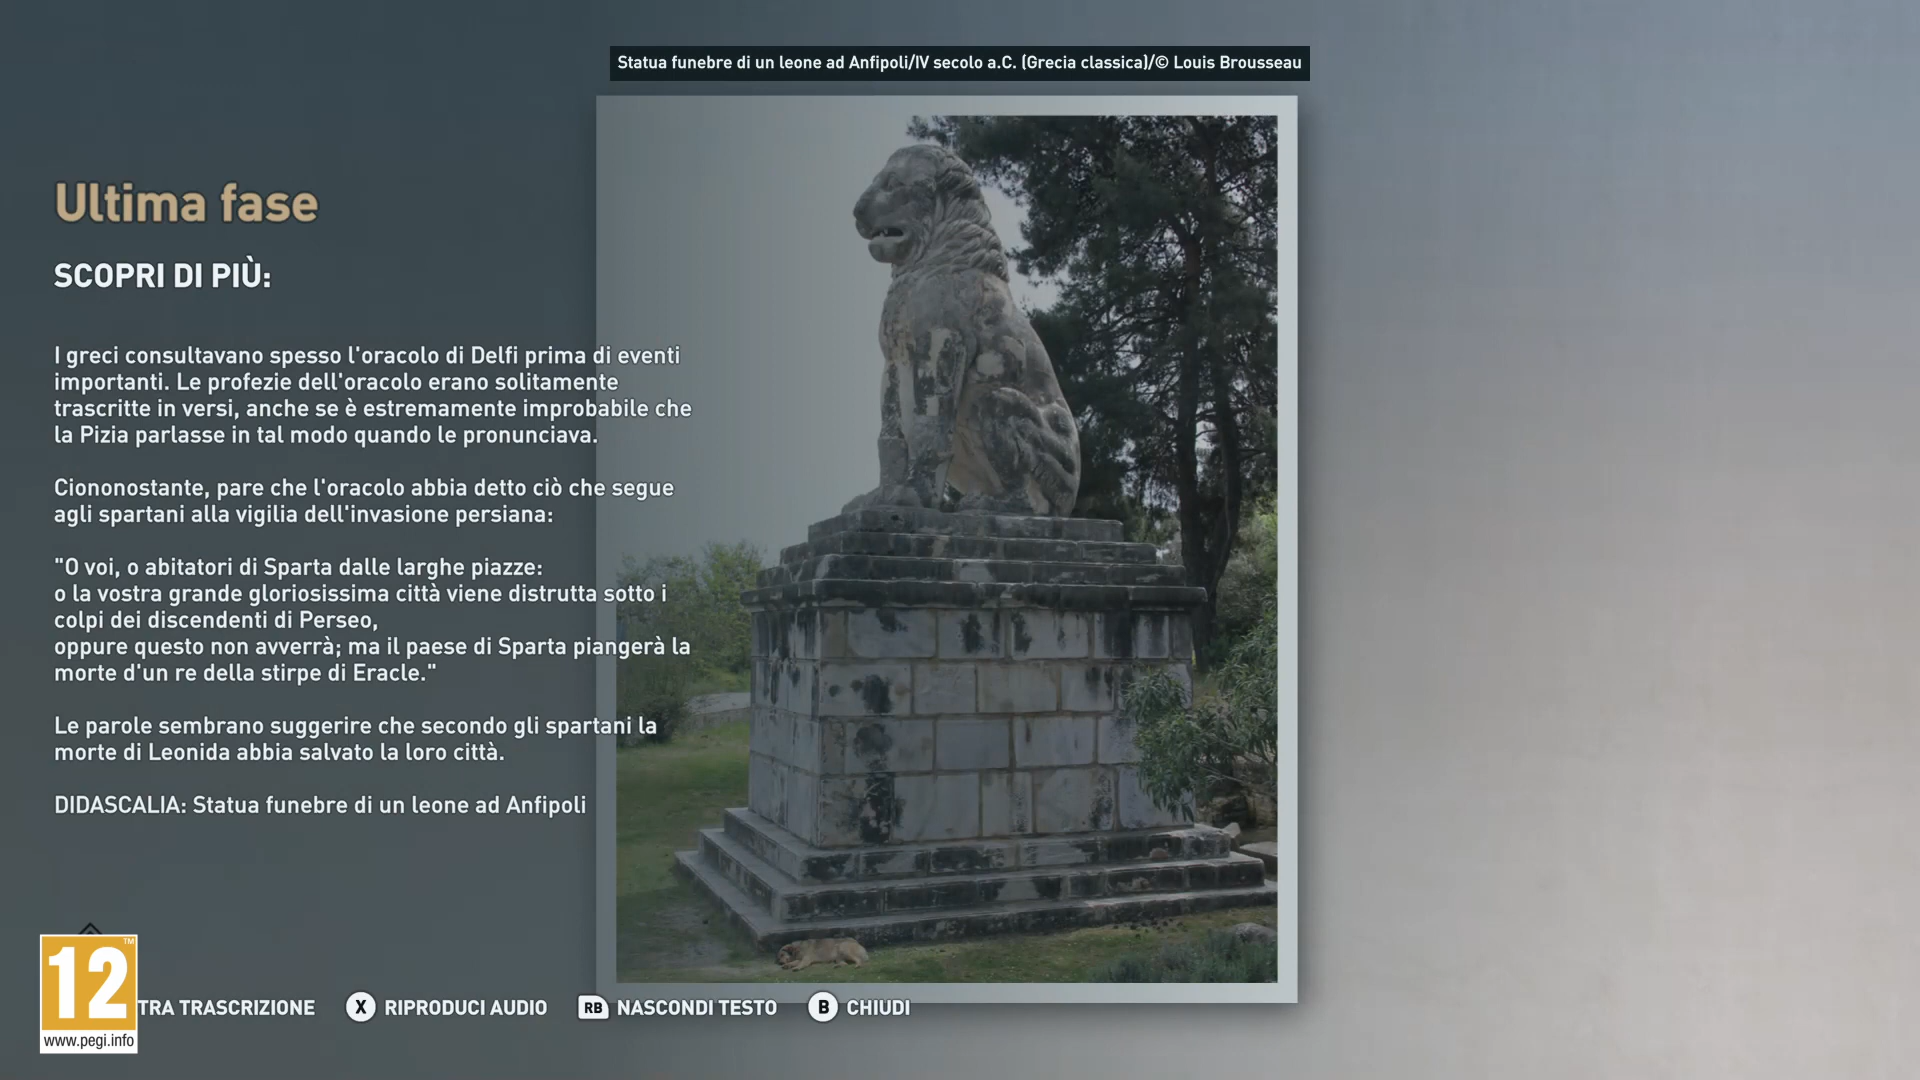 Statua funebre di un leone ad Anfipoli/IV secolo a.C. (Grecia classica)/© Louis Brousseau
Ultima fase
SCOPRI DI PIÙ:
I greci consultavano spesso l'oracolo di Delfi prima di eventi
importanti. Le profezie dell'oracolo erano solitamente
trascritte in versi, anche se è estremamente improbabile che
la Pizia parlasse in tal modo quando le pronunciava.
Ciononostante, pare che l'oracolo abbia detto ciò che segue
agli spartani alla vigilia dell'invasione persiana:
"O voi, o abitatori di Sparta dalle larghe piazze:
o la vostra grande gloriosissima città viene distrutta sotto i
colpi dei discendenti di Perseo,
oppure questo non avverrà; ma il paese di Sparta piangerà la
morte d'un re della stirpe di Eracle."
Le parole sembrano suggerire che secondo gli spartani la
morte di Leonida abbia salvato la loro città.
DIDASCALIA: Statua funebre di un leone ad Anfipoli
12™
www.pegi.info
TRA TRASCRIZIONE X RIPRODUCI AUDIO RB NASCONDI TESTO B CHIUDI